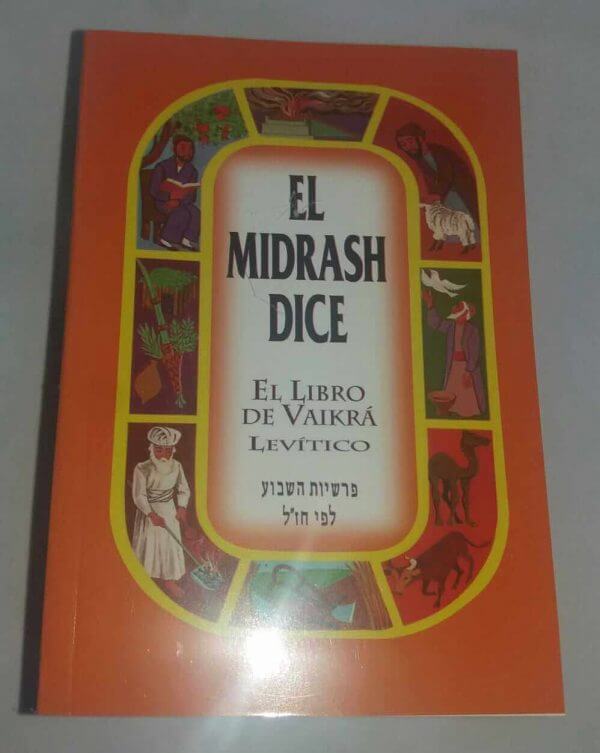 EL
MIDRASH
DICE
EL LIBRO
DE VAIKRÁ
LEVÍTICO
פרשיות השבוע
לפי חז"ל